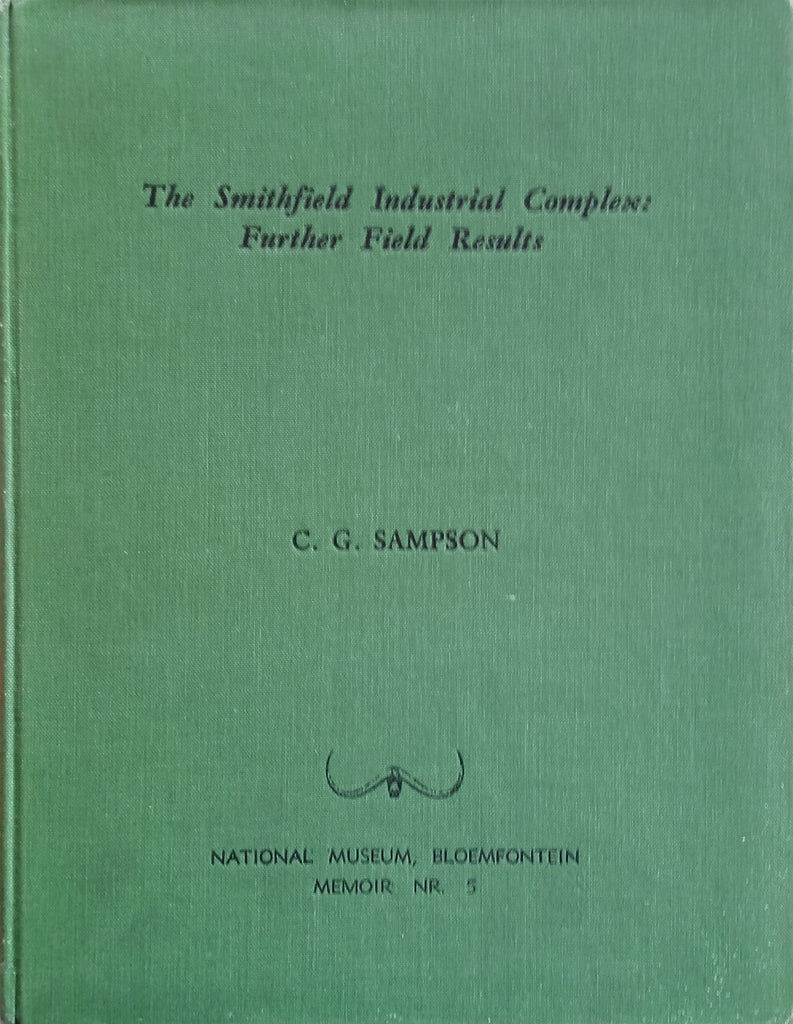 The Smithfield Industrial Complex:
Further Field Results
C. G. SAMPSON
NATIONAL MUSEUM, BLOEMFONTEIN
MEMOIR NR. 5